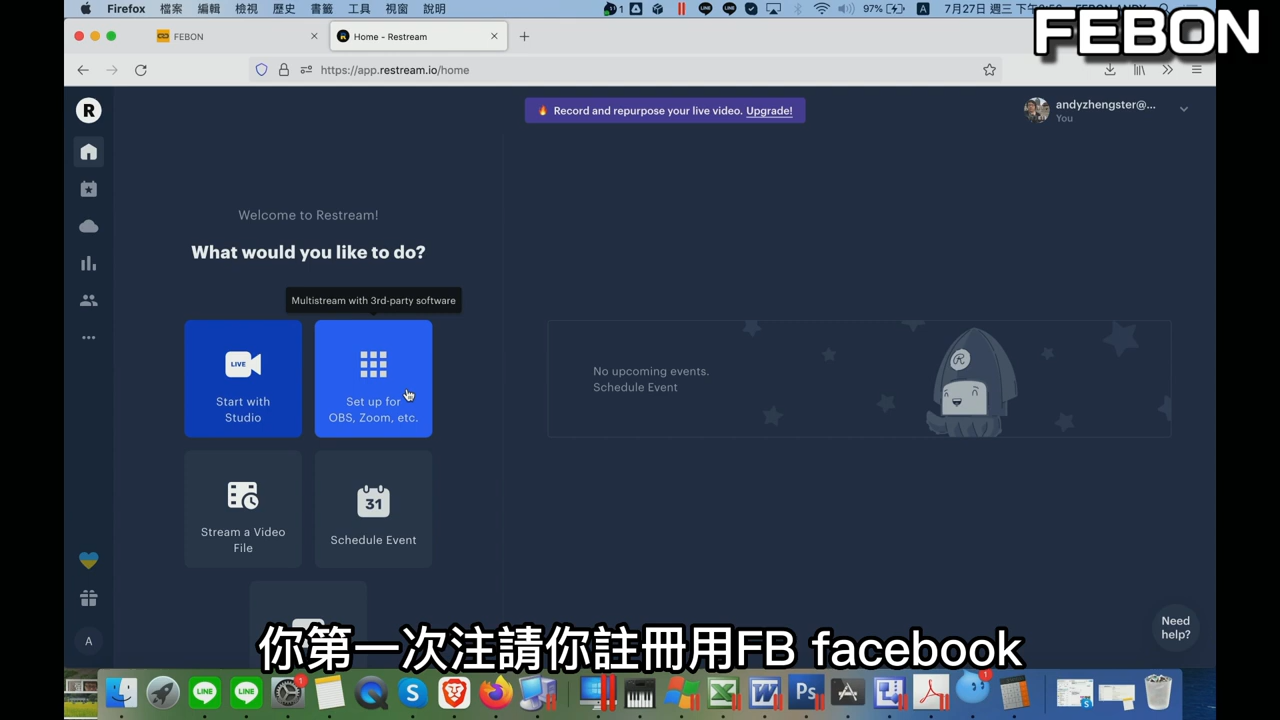 Firefox 檔案 編輯 檢視 歷史 書籤 工具 視窗 說明
1 97% A 7月27日 週三
FEBON
FEBON
Home - Restream
https://app.restream.io/home
R
🔥 Record and repurpose your live video. Upgrade!
andyzhengster@...
You
Welcome to Restream!
What would you like to do?
Multistream with 3rd-party software
LIVE
Start with
Studio
Set up for
OBS, Zoom, etc.
No upcoming events.
Schedule Event
Stream a Video
File
31
Schedule Event
Need
help?
A
你第一次注請你註冊用FB facebook